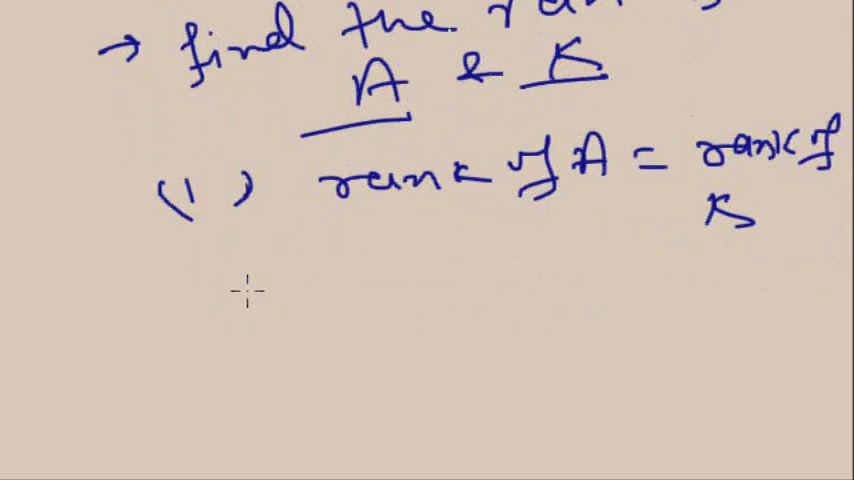 → find the
A & K
(1) rank of A = rank of
K